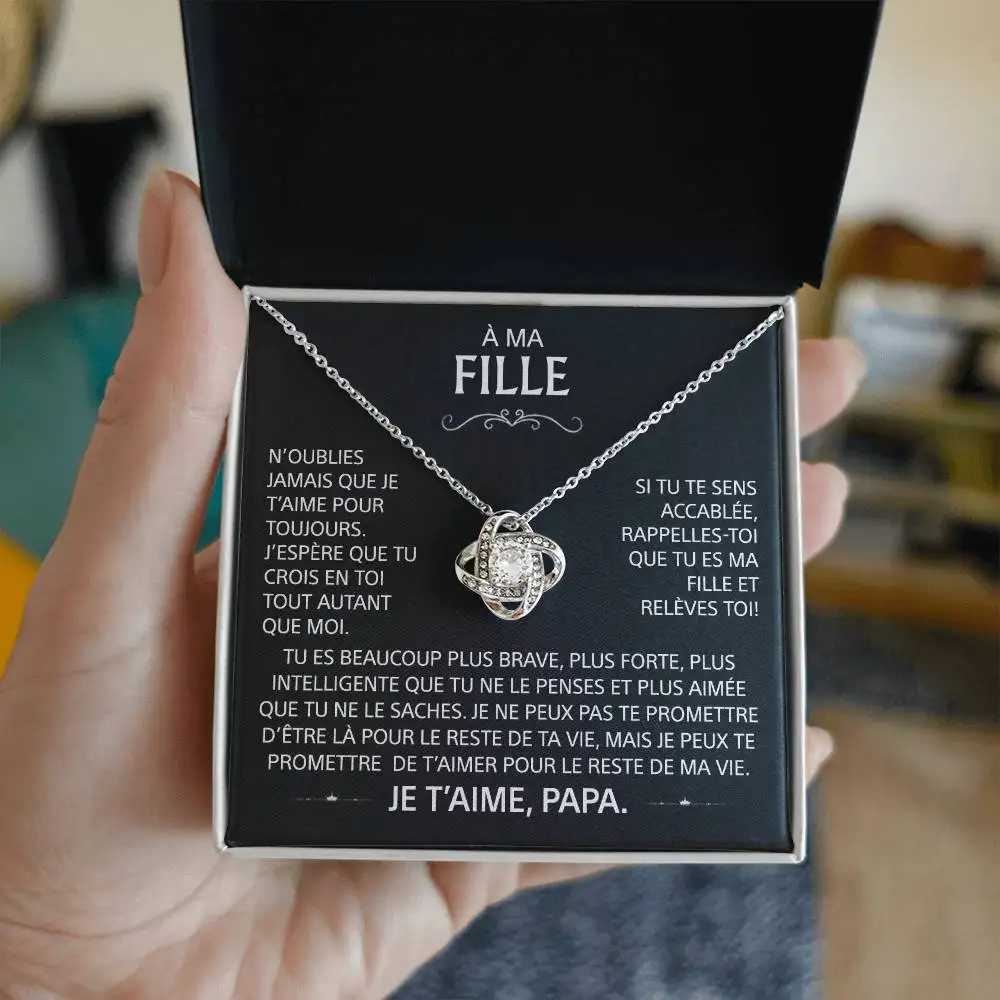 À MA
FILLE
N'OUBLIES
JAMAIS QUE JE
T'AIME POUR
TOUJOURS.
J'ESPÈRE QUE TU
CROIS EN TOI
TOUT AUTANT
QUE MOI.
SI TU TE SENS
ACCABLÉE,
RAPPELLES-TOI
QUE TU ES MA
FILLE ET
RELÈVES TOI!
TU ES BEAUCOUP PLUS BRAVE, PLUS FORTE, PLUS
INTELLIGENTE QUE TU NE LE PENSES ET PLUS AIMÉE
QUE TU NE LE SACHES. JE NE PEUX PAS TE PROMETTRE
D'ÊTRE LÀ POUR LE RESTE DE TA VIE, MAIS JE PEUX TE
PROMETTRE DE T'AIMER POUR LE RESTE DE MA VIE.
JE T'AIME, PAPA.